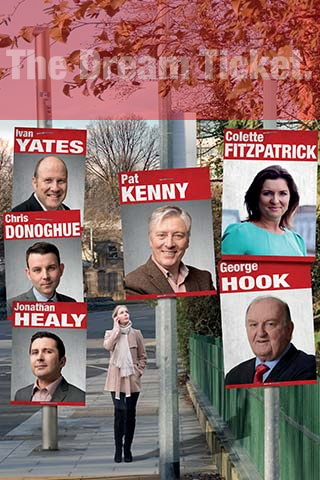 The Dream Ticket.
Ivan
YATES
Chris
DONOGHUE
Jonathan
HEALY
Pat
KENNY
Colette
FITZPATRICK
George
HOOK